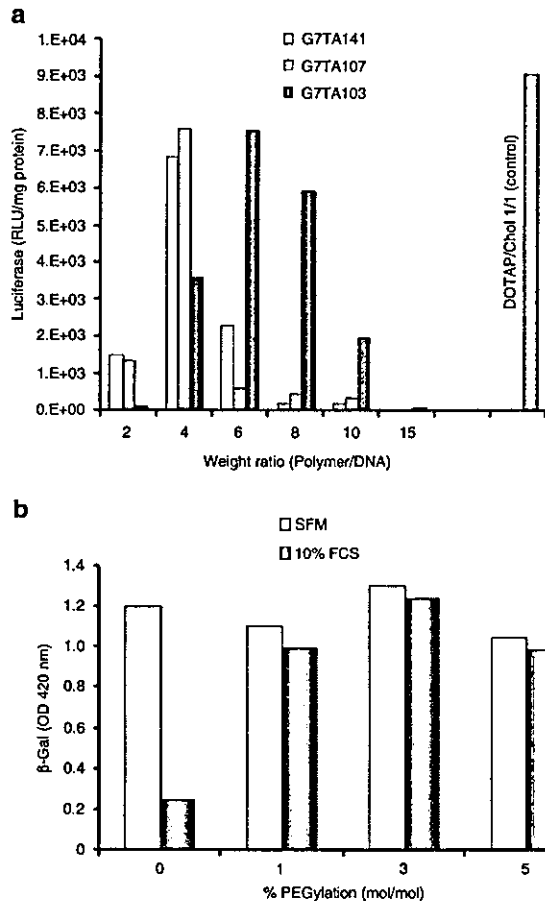 a
G7TA141
G7TA107
G7TA103
1.E+04
9.E+03
8.E+03
7.E+03
6.E+03
5.E+03
4.E+03
3.E+03
2.E+03
1.E+03
0.E+00
Luciferase (RLU/mg protein)
DOTAP/Chol 1/1 (control)
2 4 6 8 10 15
Weight ratio (Polymer/DNA)
b
SFM
10% FCS
1.4
1.2
1.0
0.8
0.6
0.4
0.2
0
β-Gal (OD 420 nm)
0 1 3 5
% PEGylation (mol/mol)